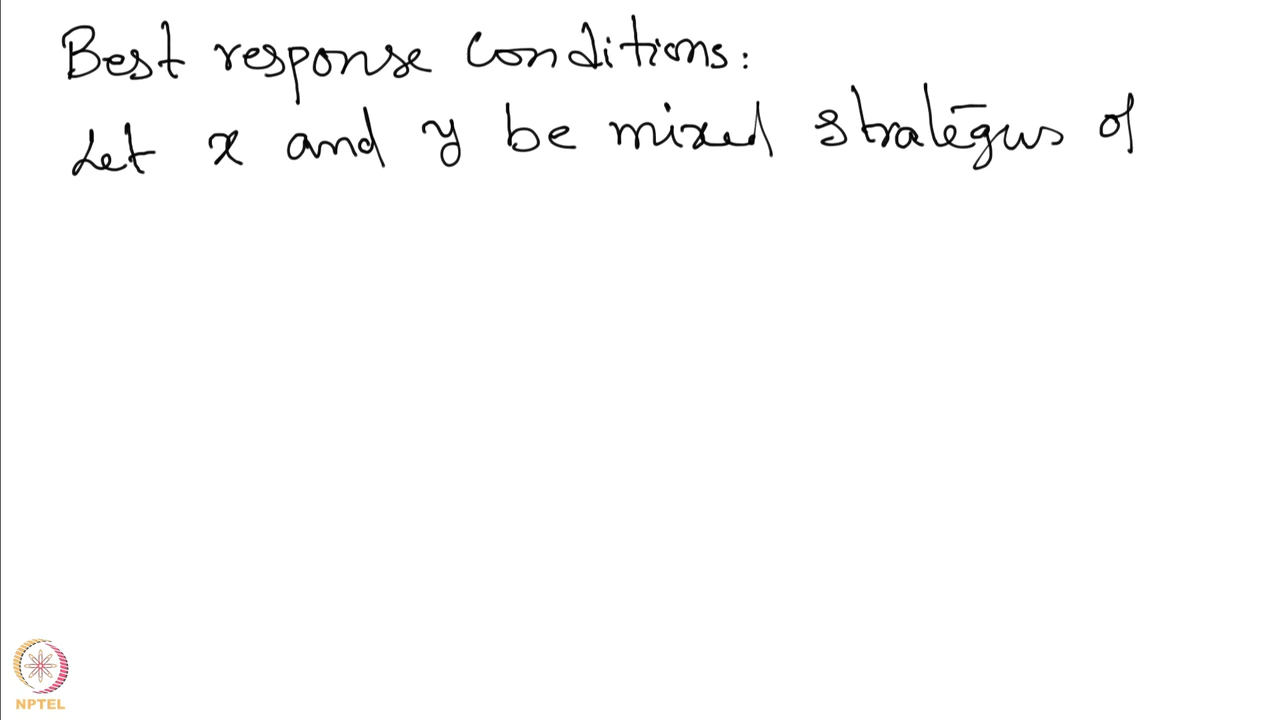 Best response conditions:
Let x and y be mixed strategies of
NPTEL